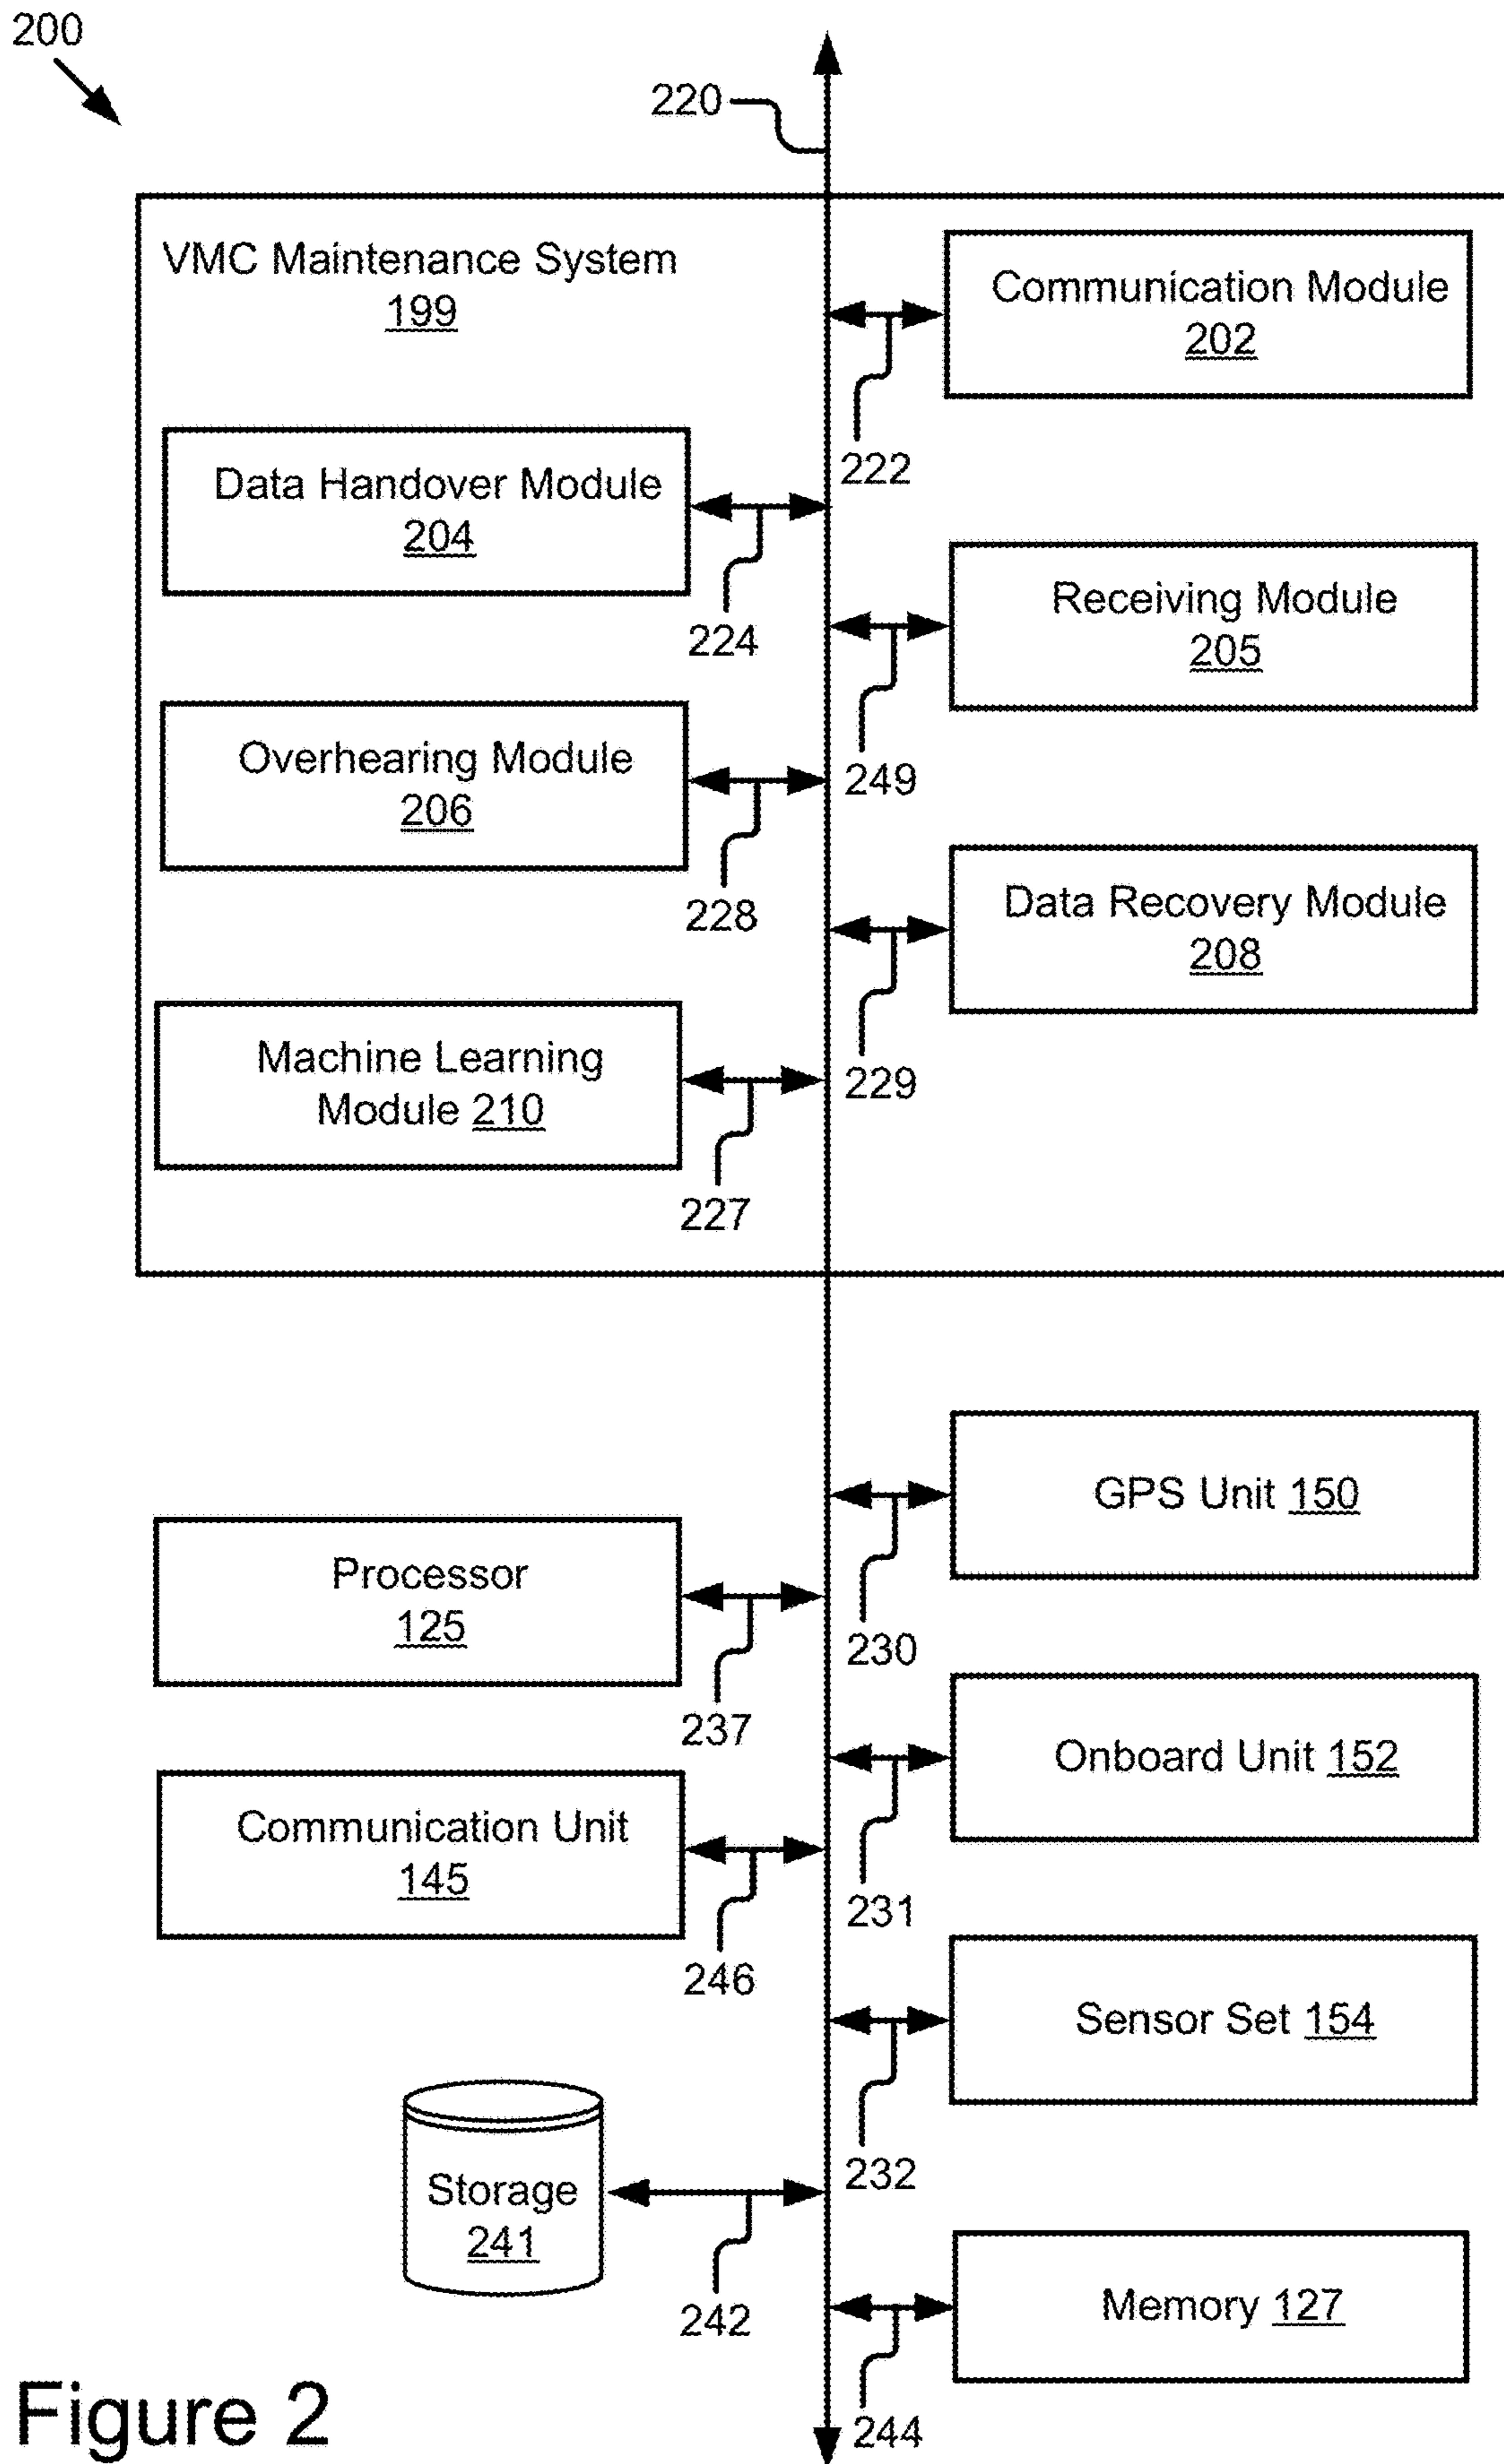 200
220
VMC Maintenance System
199
Communication Module
202
222
Data Handover Module
204
224
Receiving Module
205
249
Overhearing Module
206
228
Data Recovery Module
208
229
Machine Learning
Module 210
227
GPS Unit 150
230
Processor
125
237
Onboard Unit 152
231
Communication Unit
145
246
Sensor Set 154
232
Storage
241
242
Memory 127
244
Figure 2